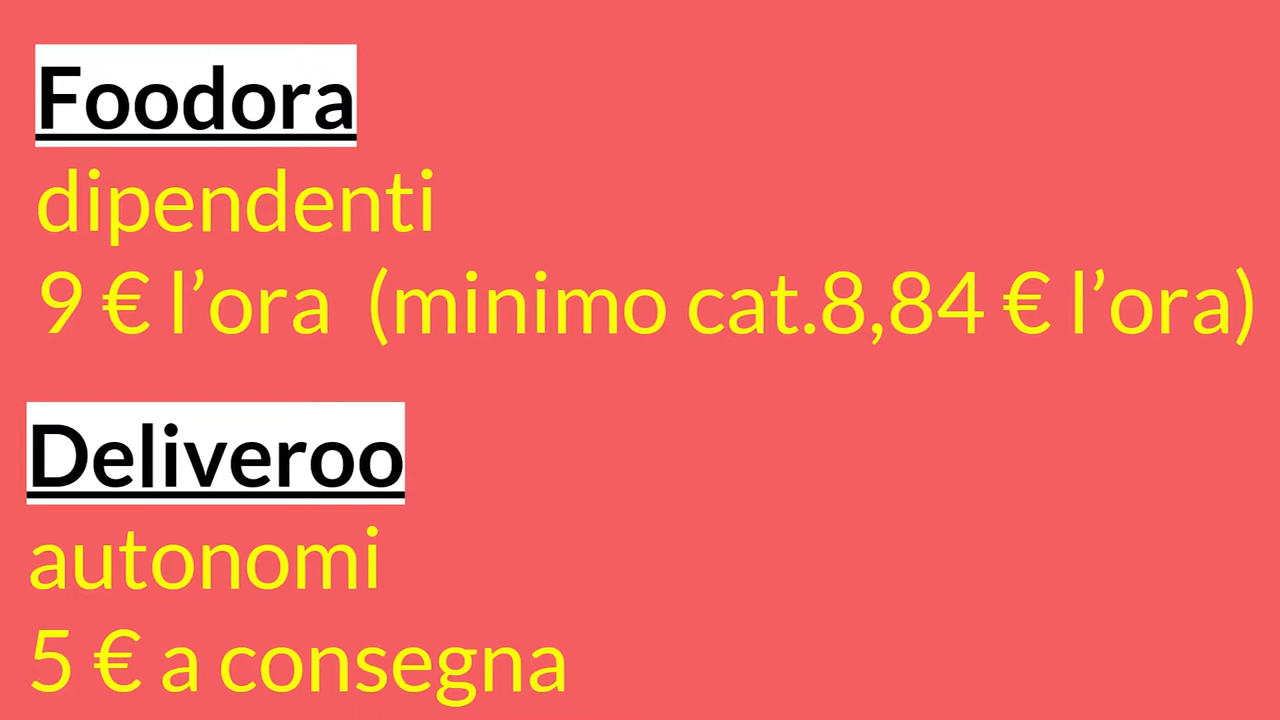 Foodora
dipendenti
9 € l’ora (minimo cat.8,84 € l’ora)
Deliveroo
autonomi
5 € a consegna